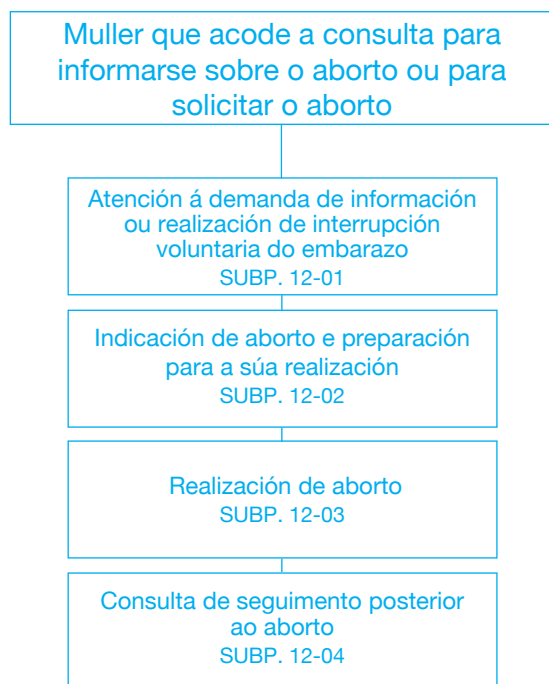 Muller que acode a consulta para
informarse sobre o aborto ou para
solicitar o aborto
Atención á demanda de información
ou realización de interrupción
voluntaria do embarazo
SUBP. 12-01
Indicación de aborto e preparación
para a súa realización
SUBP. 12-02
Realización de aborto
SUBP. 12-03
Consulta de seguimento posterior
ao aborto
SUBP. 12-04